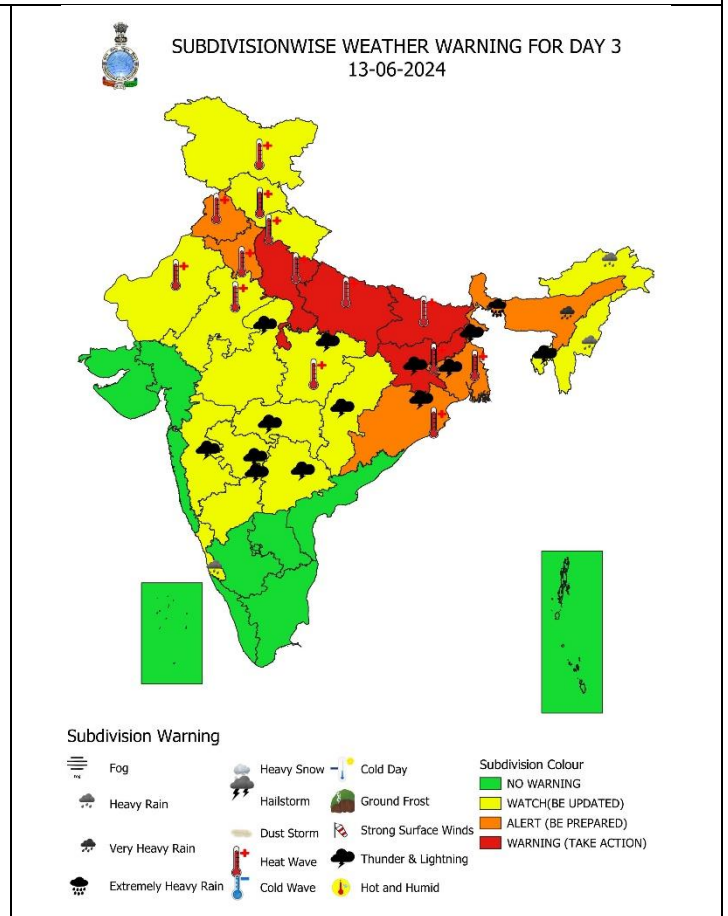 SUBDIVISIONWISE WEATHER WARNING FOR DAY 3
13-06-2024
Subdivision Warning
Fog
Heavy Rain
Very Heavy Rain
Extremely Heavy Rain
Heavy Snow
Hailstorm
Dust Storm
Heat Wave
Cold Wave
Cold Day
Ground Frost
Strong Surface Winds
Thunder & Lightning
Hot and Humid
Subdivision Colour
NO WARNING
WATCH(BE UPDATED)
ALERT (BE PREPARED)
WARNING (TAKE ACTION)